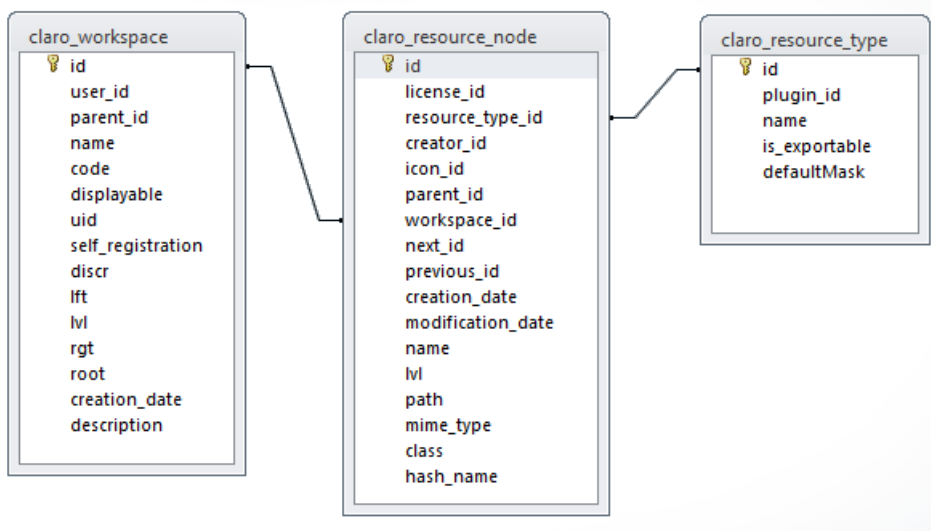 claro_workspace
id
user_id
parent_id
name
code
displayable
uid
self_registration
discr
lft
lvl
rgt
root
creation_date
description
claro_resource_node
id
license_id
resource_type_id
creator_id
icon_id
parent_id
workspace_id
next_id
previous_id
creation_date
modification_date
name
lvl
path
mime_type
class
hash_name
claro_resource_type
id
plugin_id
name
is_exportable
defaultMask